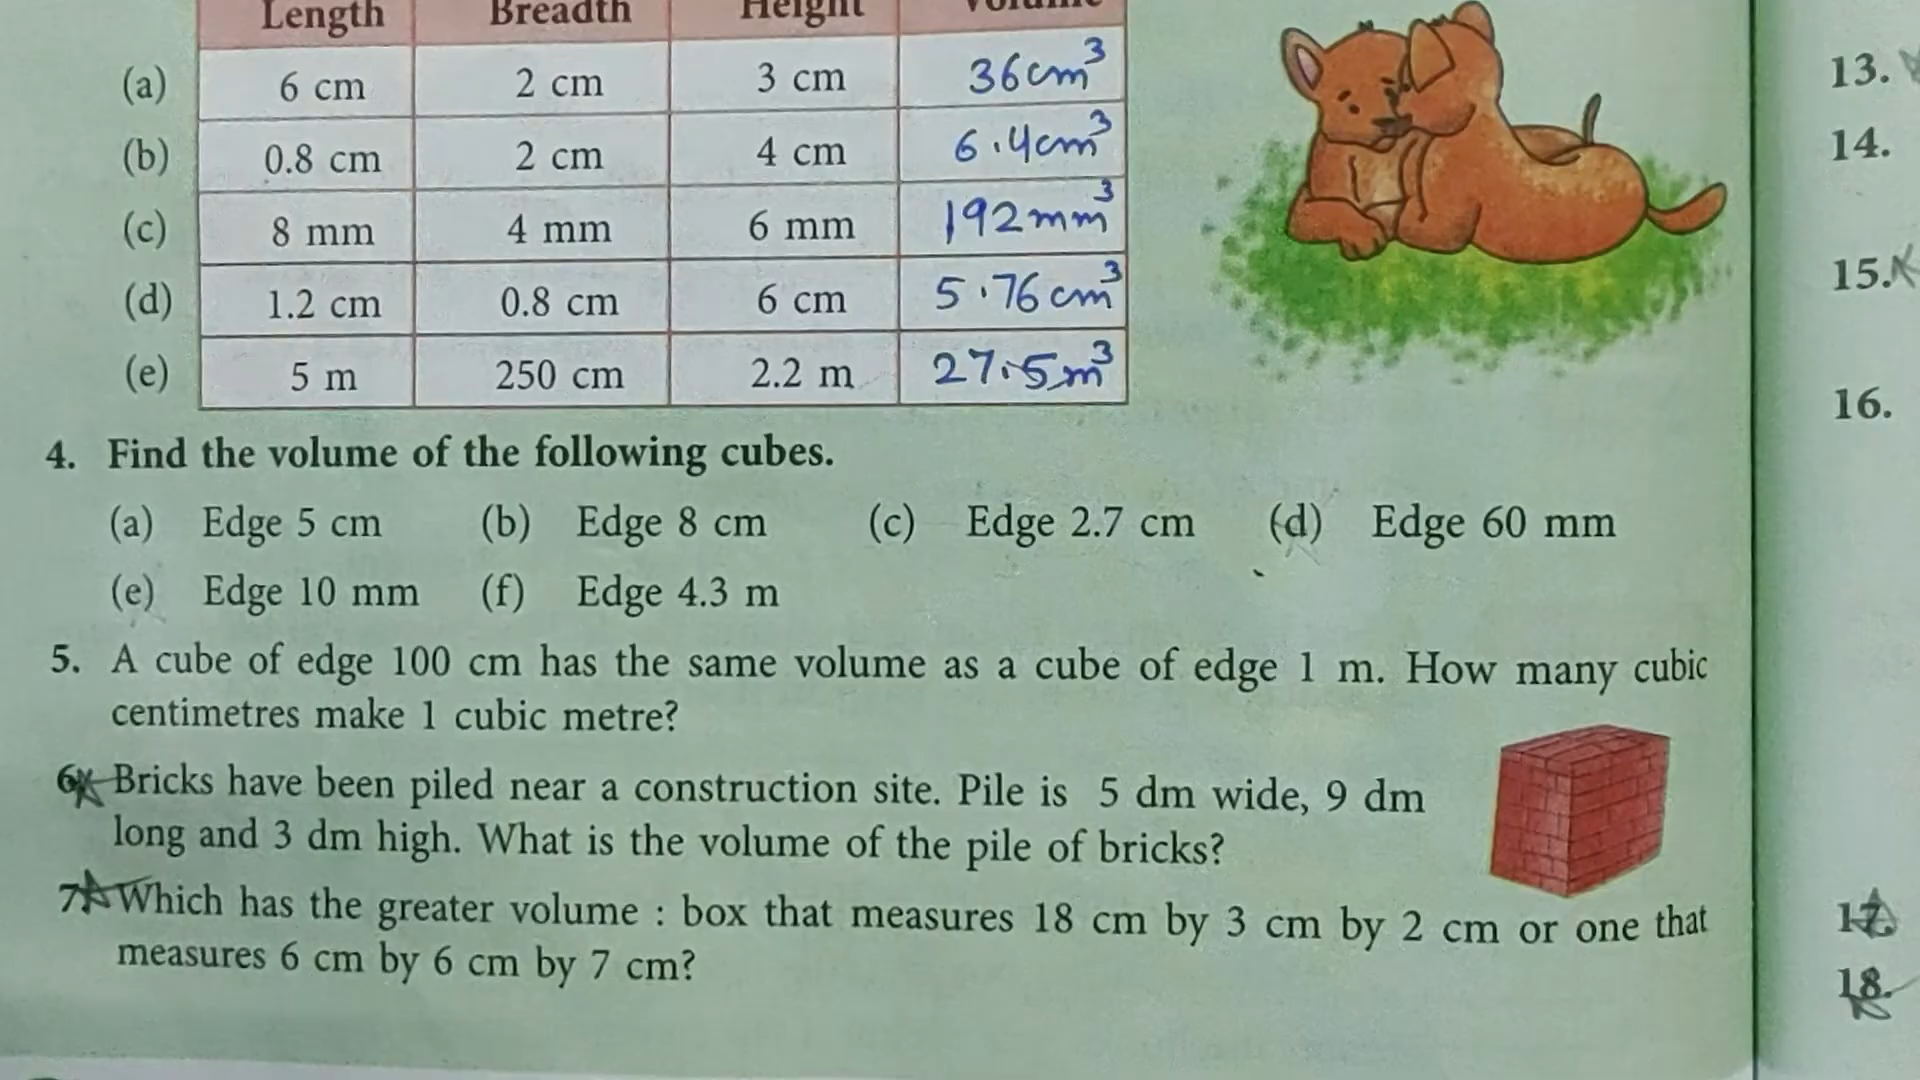 Length Breadth Height Volume
(a) 6 cm 2 cm 3 cm 36cm³
(b) 0.8 cm 2 cm 4 cm 6.4cm³
(c) 8 mm 4 mm 6 mm 192mm³
(d) 1.2 cm 0.8 cm 6 cm 5.76cm³
(e) 5 m 250 cm 2.2 m 27.5m³
4. Find the volume of the following cubes.
(a) Edge 5 cm (b) Edge 8 cm (c) Edge 2.7 cm (d) Edge 60 mm
(e) Edge 10 mm (f) Edge 4.3 m
5. A cube of edge 100 cm has the same volume as a cube of edge 1 m. How many cubic
centimetres make 1 cubic metre?
6. Bricks have been piled near a construction site. Pile is 5 dm wide, 9 dm
long and 3 dm high. What is the volume of the pile of bricks?
7. Which has the greater volume : box that measures 18 cm by 3 cm by 2 cm or one that
measures 6 cm by 6 cm by 7 cm?
13.
14.
15.
16.
17.
18.